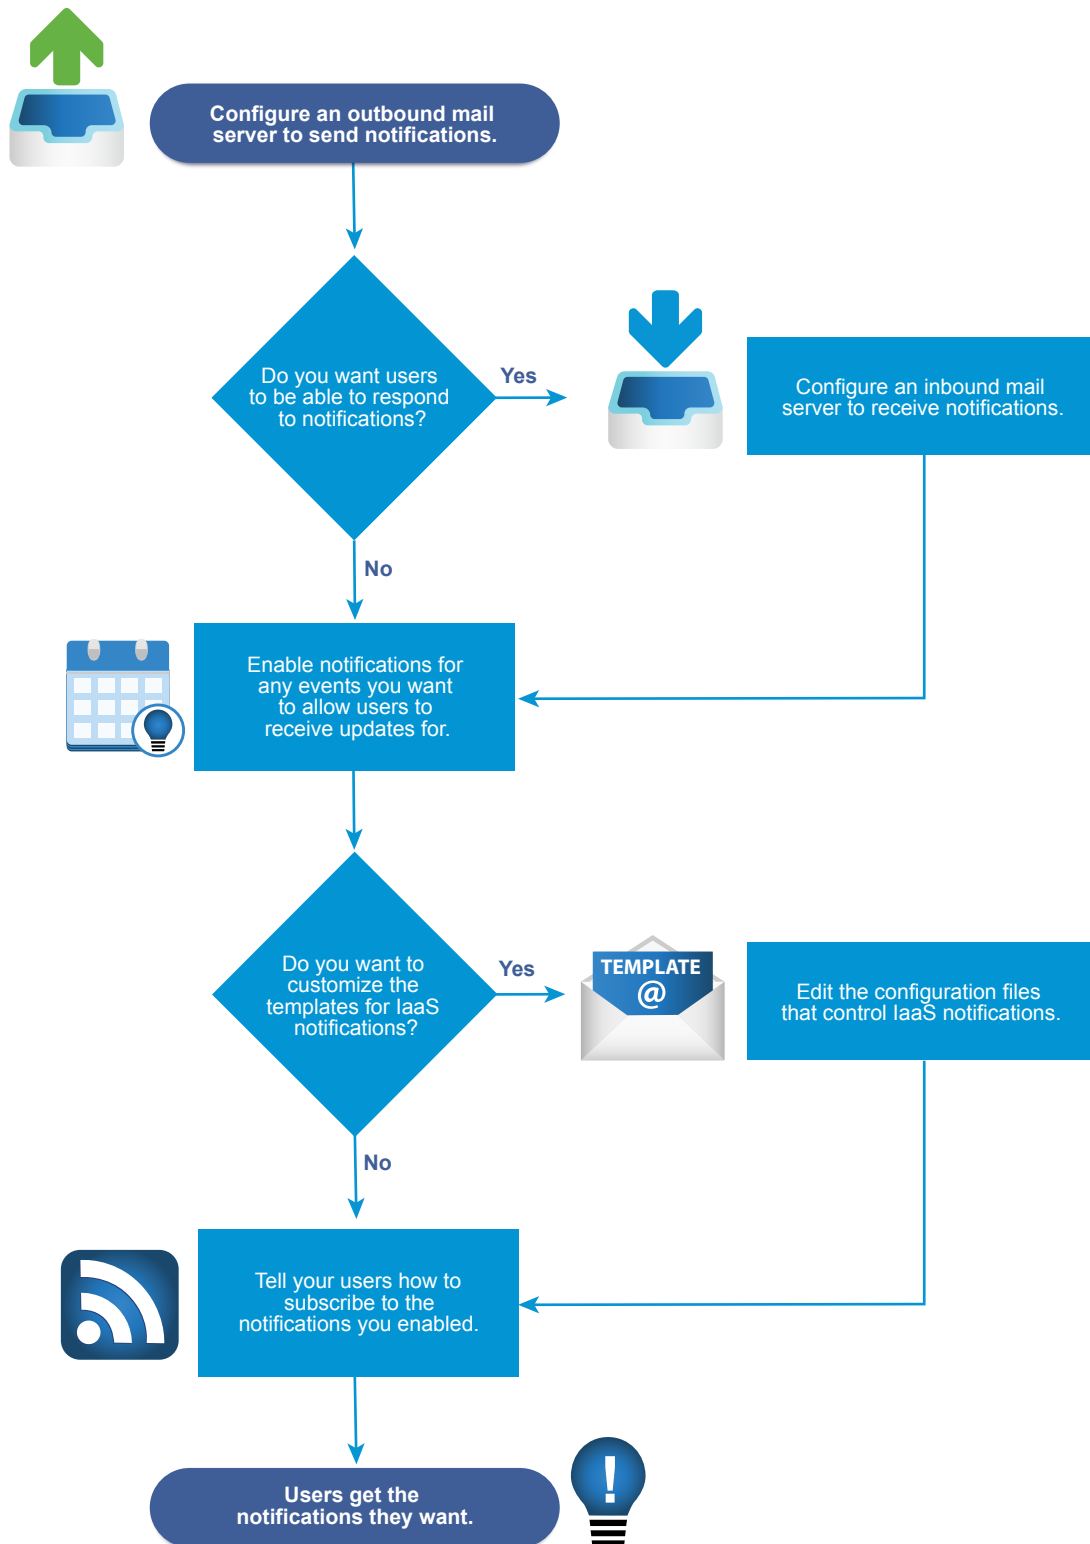 Configure an outbound mail
server to send notifications.
Do you want users
to be able to respond
to notifications?
Yes
Configure an inbound mail
server to receive notifications.
No
Enable notifications for
any events you want
to allow users to
receive updates for.
Do you want to
customize the
templates for IaaS
notifications?
Yes
TEMPLATE
@
Edit the configuration files
that control IaaS notifications.
No
Tell your users how to
subscribe to the
notifications you enabled.
Users get the
notifications they want.
!